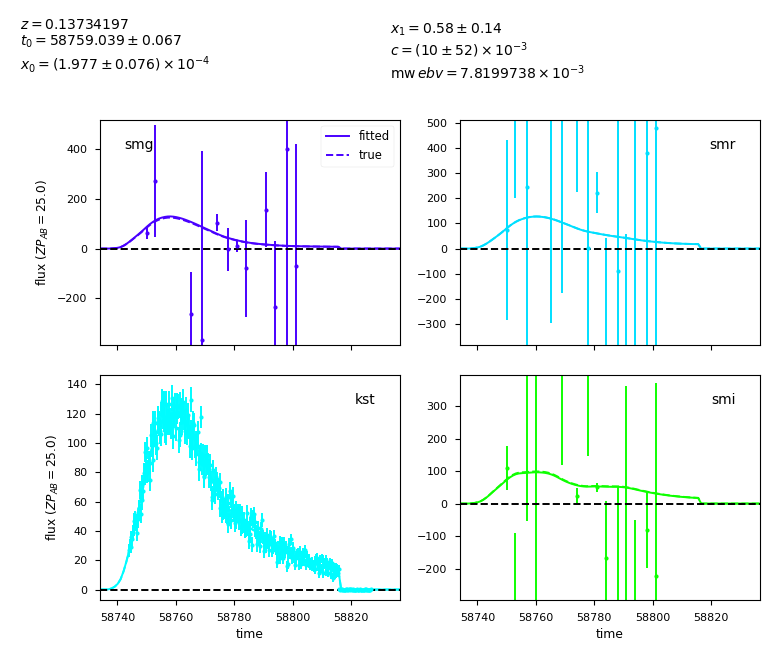 z = 0.13734197
t₀ = 58759.039 ± 0.067
x₀ = (1.977 ± 0.076) × 10⁻⁴
x₁ = 0.58 ± 0.14
c = (10 ± 52) × 10⁻³
mw ebv = 7.8199738 × 10⁻³
smg
fitted
true
400
200
0
−200
flux (ZP_AB = 25.0)
smr
500
400
300
200
100
0
−100
−200
−300
kst
140
120
100
80
60
40
20
0
flux (ZP_AB = 25.0)
58740 58760 58780 58800 58820
time
smi
300
200
100
0
−100
−200
58740 58760 58780 58800 58820
time